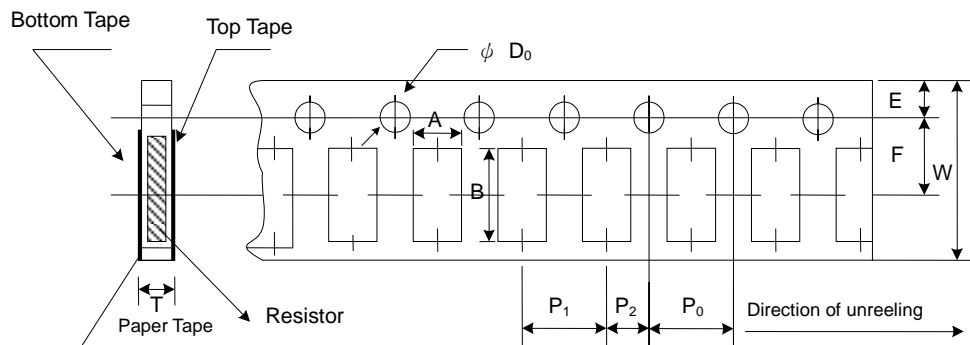 Bottom Tape
Top Tape
ψ D₀
A
B
E
F
W
T
Paper Tape
Resistor
P₁
P₂
P₀
Direction of unreeling